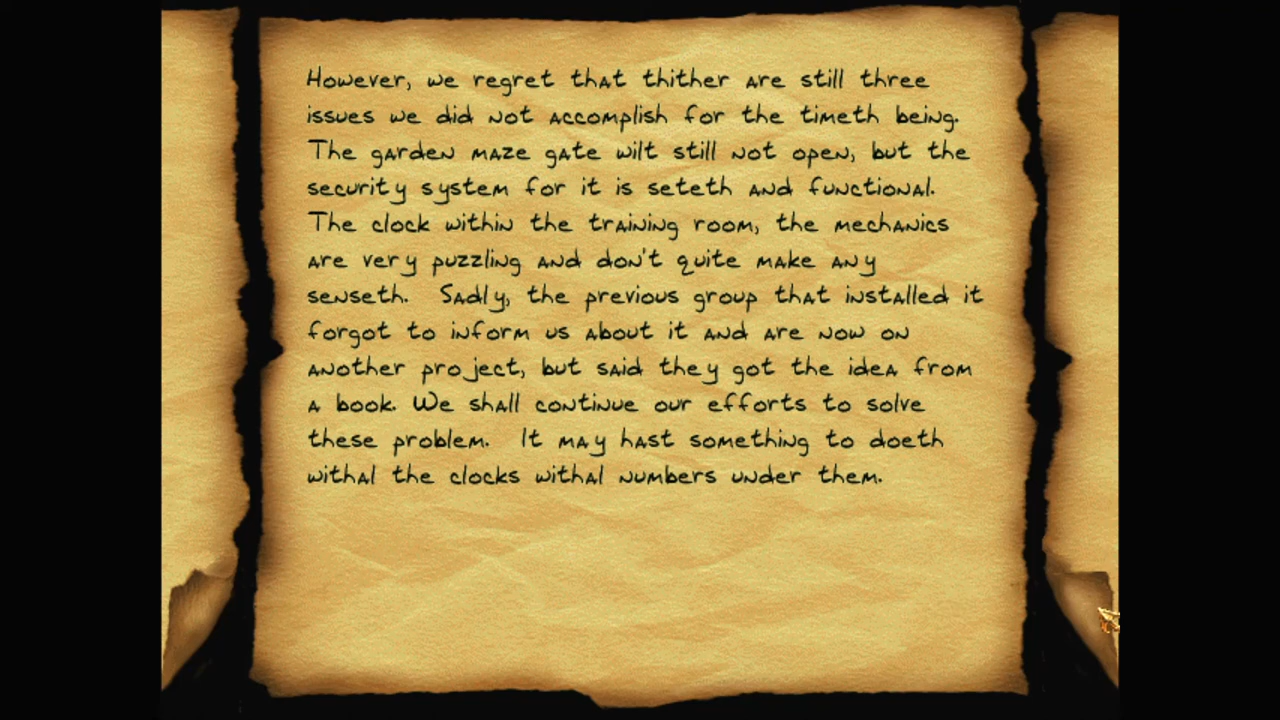 However, we regret that thither are still three
issues we did not accomplish for the timeth being.
The garden maze gate wilt still not open, but the
security system for it is seteth and functional.
The clock within the training room, the mechanics
are very puzzling and don't quite make any
senseth.  Sadly, the previous group that installed it
forgot to inform us about it and are now on
another project, but said they got the idea from
a book. We shall continue our efforts to solve
these problem.  It may hast something to doeth
withal the clocks withal numbers under them.